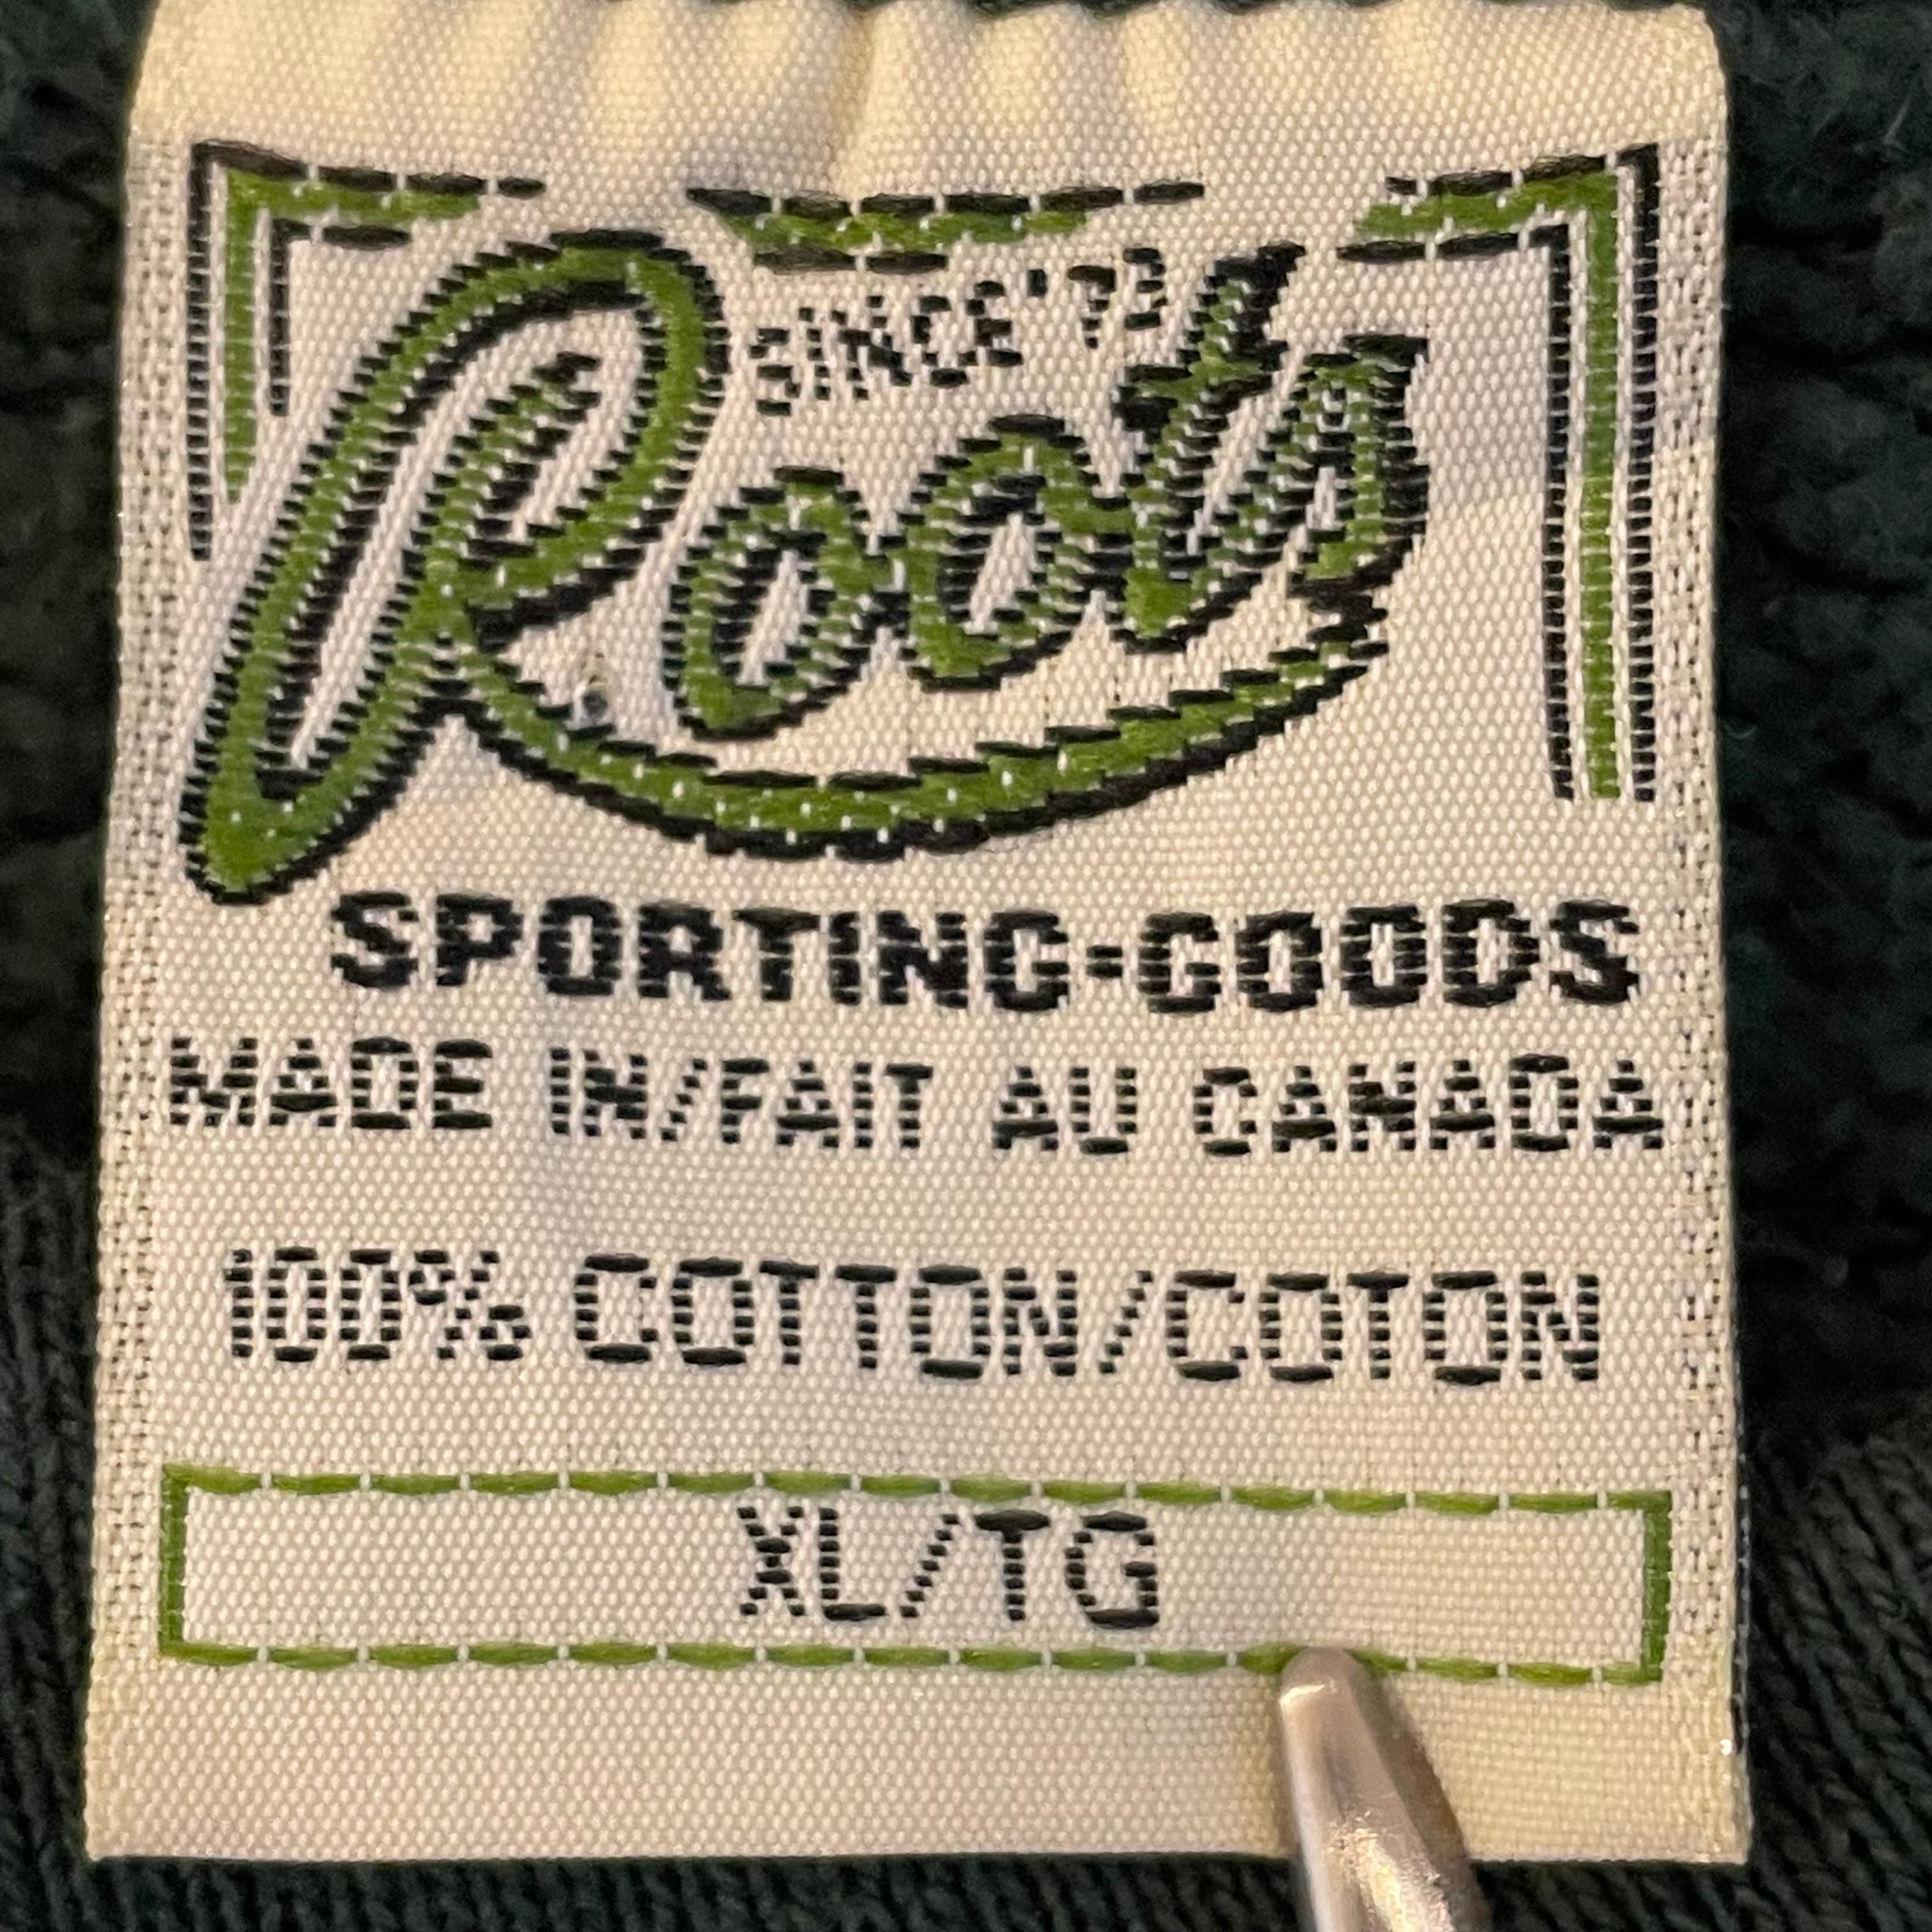 SINCE '73
Roots
SPORTING-GOODS
MADE IN/FAIT AU CANADA
100% COTTON/COTON
XL/TG